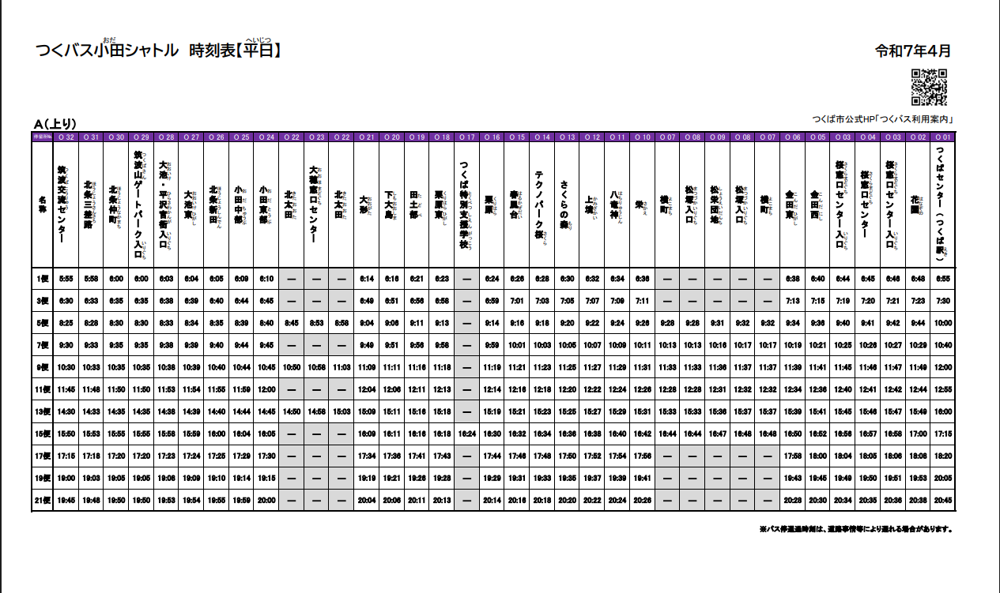 つくバス小田シャトル 時刻表【平日】
令和7年4月
つくば市公式HP「つくバス利用案内」
A(上り)
停留所No. O 32 O 31 O 30 O 29 O 28 O 27 O 26 O 25 O 24 O 22 O 23 O 22 O 21 O 20 O 19 O 18 O 17 O 16 O 15 O 14 O 13 O 12 O 11 O 10 O 07 O 08 O 09 O 08 O 07 O 06 O 05 O 03 O 04 O 03 O 02 O 01
名称 筑波交流センター 北条三差路 北条仲町 筑波山ゲートパーク入口 大池・平沢官衙入口 大池東 北条新田 小田中部 小田東部 北太田 大穂窓口センター 北太田 大形 下大島 田土部 栗原東 つくば特別支援学校 栗原 春風台 テクノパーク桜 さくらの森 上境 八竜神 栄 横町 松塚入口 松栄団地 松塚入口 横町 金田東 金田西 桜窓口センター入口 桜窓口センター 桜窓口センター入口 花園 つくばセンター(つくば駅)
1便 5:55 5:58 6:00 6:00 6:03 6:04 6:05 6:09 6:10 — — — 6:14 6:16 6:21 6:23 — 6:24 6:26 6:28 6:30 6:32 6:34 6:36 — — — — — 6:38 6:40 6:44 6:45 6:46 6:48 6:55
3便 6:30 6:33 6:35 6:35 6:38 6:39 6:40 6:44 6:45 — — — 6:49 6:51 6:56 6:58 — 6:59 7:01 7:03 7:05 7:07 7:09 7:11 — — — — — 7:13 7:15 7:19 7:20 7:21 7:23 7:30
5便 8:25 8:28 8:30 8:30 8:33 8:34 8:35 8:39 8:40 8:45 8:53 8:58 9:04 9:06 9:11 9:13 — 9:14 9:16 9:18 9:20 9:22 9:24 9:26 9:28 9:28 9:31 9:32 9:32 9:34 9:36 9:40 9:41 9:42 9:44 10:00
7便 9:30 9:33 9:35 9:35 9:38 9:39 9:40 9:44 9:45 — — — 9:49 9:51 9:56 9:58 — 9:59 10:01 10:03 10:05 10:07 10:09 10:11 10:13 10:13 10:16 10:17 10:17 10:19 10:21 10:25 10:26 10:27 10:29 10:40
9便 10:30 10:33 10:35 10:35 10:38 10:39 10:40 10:44 10:45 10:50 10:58 11:03 11:09 11:11 11:16 11:18 — 11:19 11:21 11:23 11:25 11:27 11:29 11:31 11:33 11:33 11:36 11:37 11:37 11:39 11:41 11:45 11:46 11:47 11:49 12:00
11便 11:45 11:48 11:50 11:50 11:53 11:54 11:55 11:59 12:00 — — — 12:04 12:06 12:11 12:13 — 12:14 12:16 12:18 12:20 12:22 12:24 12:26 12:28 12:28 12:31 12:32 12:32 12:34 12:36 12:40 12:41 12:42 12:44 12:55
13便 14:30 14:33 14:35 14:35 14:38 14:39 14:40 14:44 14:45 14:50 14:58 15:03 15:09 15:11 15:16 15:18 — 15:19 15:21 15:23 15:25 15:27 15:29 15:31 15:33 15:33 15:36 15:37 15:37 15:39 15:41 15:45 15:46 15:47 15:49 16:00
15便 15:50 15:53 15:55 15:55 15:58 15:59 16:00 16:04 16:05 — — — 16:09 16:11 16:16 16:18 16:24 16:30 16:32 16:34 16:36 16:38 16:40 16:42 16:44 16:44 16:47 16:48 16:48 16:50 16:52 16:56 16:57 16:58 17:00 17:15
17便 17:15 17:18 17:20 17:20 17:23 17:24 17:25 17:29 17:30 — — — 17:34 17:36 17:41 17:43 — 17:44 17:46 17:48 17:50 17:52 17:54 17:56 — — — — — 17:58 18:00 18:04 18:05 18:06 18:08 18:20
19便 19:00 19:03 19:05 19:05 19:08 19:09 19:10 19:14 19:15 — — — 19:19 19:21 19:26 19:28 — 19:29 19:31 19:33 19:35 19:37 19:39 19:41 — — — — — 19:43 19:45 19:49 19:50 19:51 19:53 20:05
21便 19:45 19:48 19:50 19:50 19:53 19:54 19:55 19:59 20:00 — — — 20:04 20:06 20:11 20:13 — 20:14 20:16 20:18 20:20 20:22 20:24 20:26 — — — — — 20:28 20:30 20:34 20:35 20:36 20:38 20:45
※バス停通過時刻は、道路事情等により遅れる場合があります。